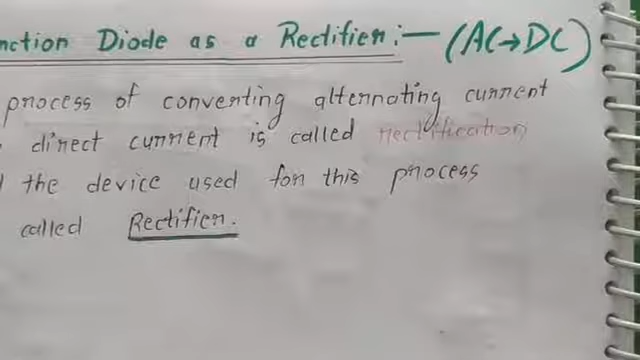 nction Diode as a Rectifier:— (AC→DC)
process of converting alternating current
direct current is called rectification
the device used for this process
called Rectifier.